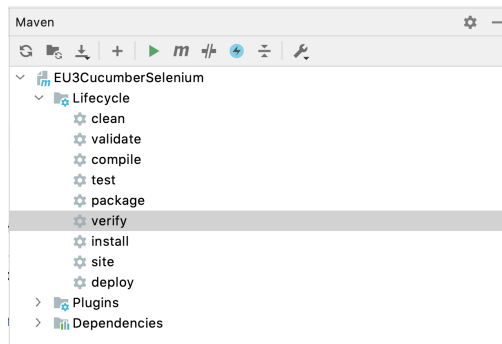 Maven
m
EU3CucumberSelenium
Lifecycle
clean
validate
compile
test
package
verify
install
site
deploy
Plugins
Dependencies